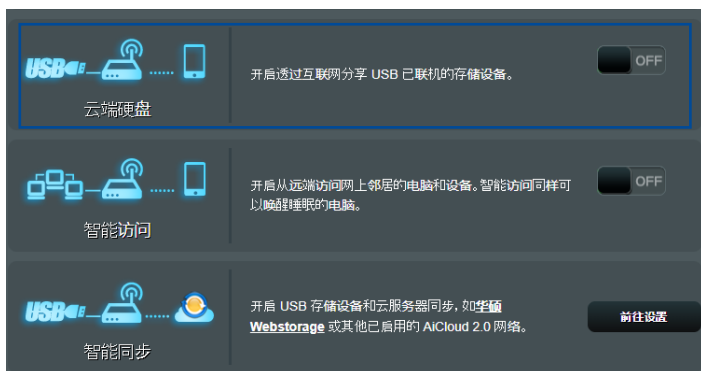 USB
云端硬盘
开启透过互联网分享 USB 已联机的存储设备。
OFF
智能访问
开启从远端访问网上邻居的电脑和设备。智能访问同样可
以唤醒睡眠的电脑。
OFF
USB
智能同步
开启 USB 存储设备和云服务器同步, 如华硕
Webstorage 或其他已启用的 AiCloud 2.0 网络。
前往设置